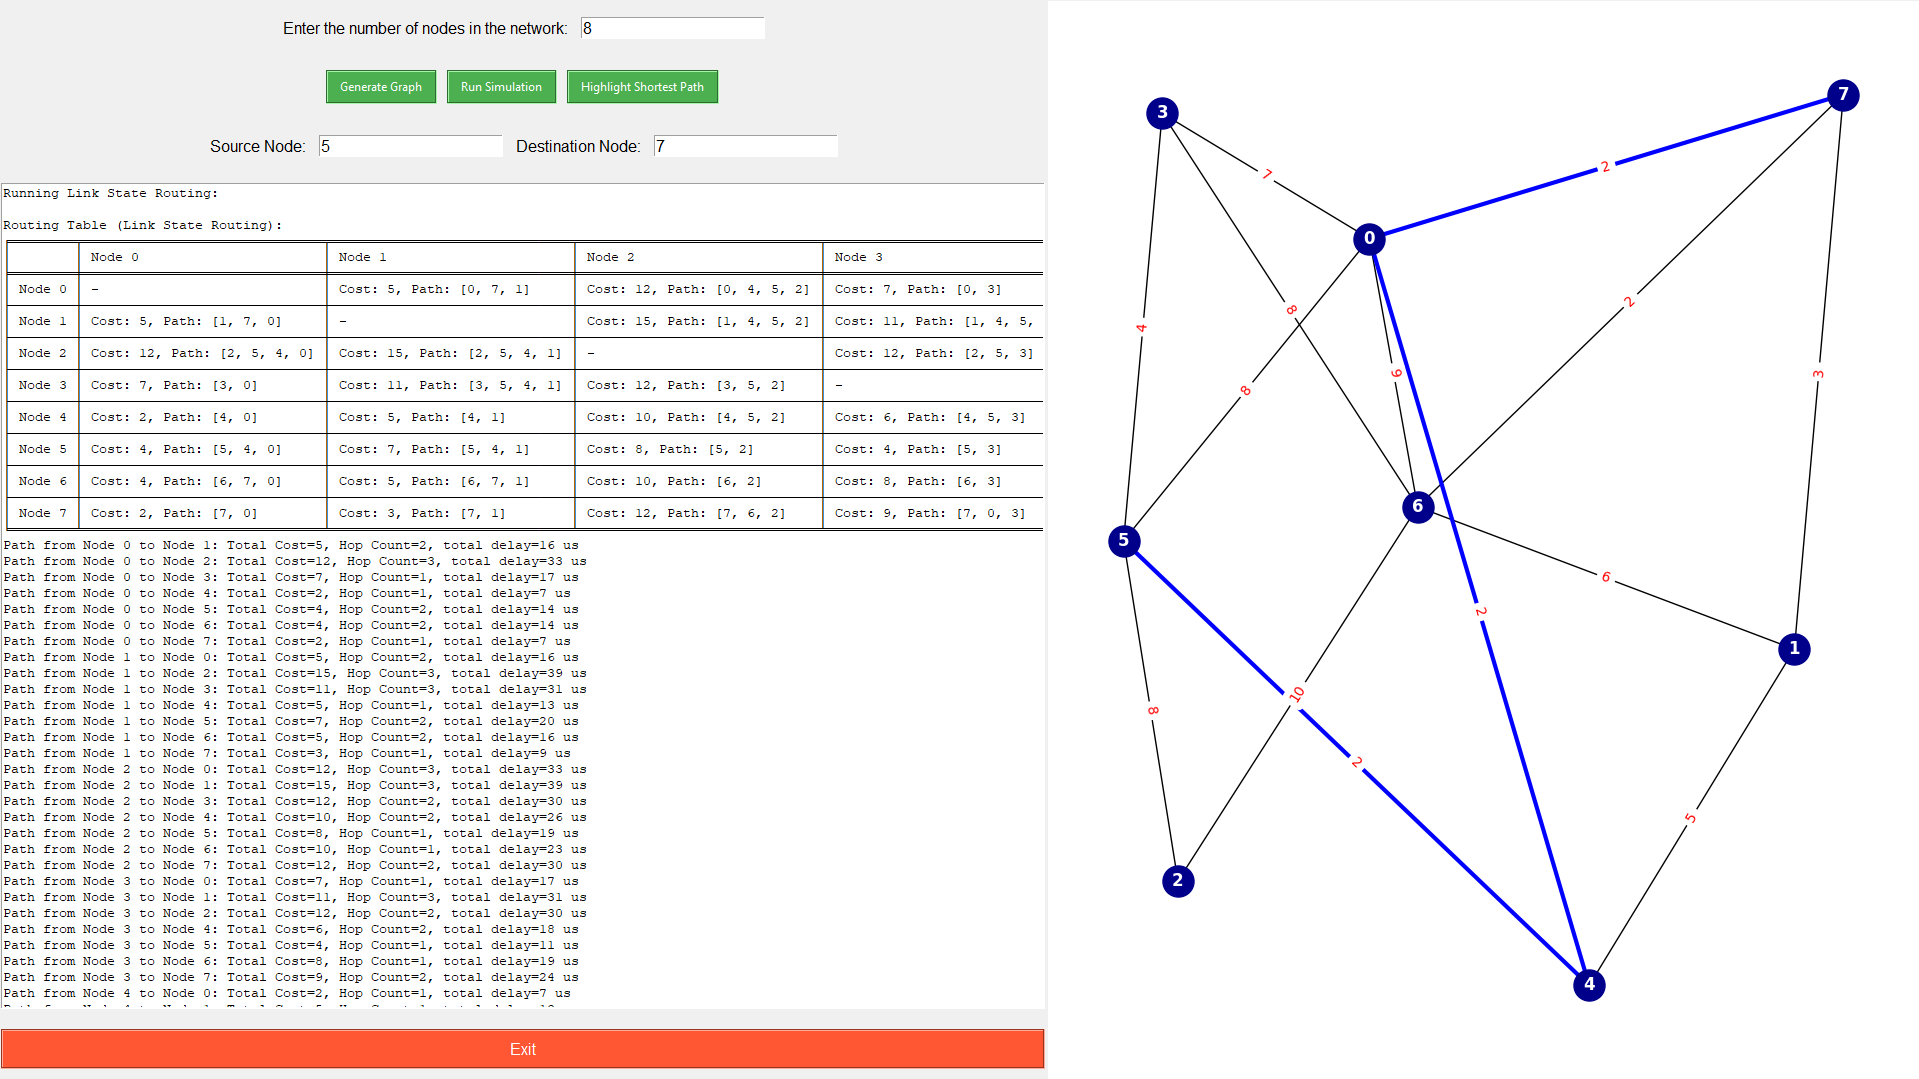 Enter the number of nodes in the network: 8
Generate Graph Run Simulation Highlight Shortest Path
Source Node: 5 Destination Node: 7
Running Link State Routing:
Routing Table (Link State Routing):
Node 0 Node 1 Node 2 Node 3
Node 0 - Cost: 5, Path: [0, 7, 1] Cost: 12, Path: [0, 4, 5, 2] Cost: 7, Path: [0, 3]
Node 1 Cost: 5, Path: [1, 7, 0] - Cost: 15, Path: [1, 4, 5, 2] Cost: 11, Path: [1, 4, 5,
Node 2 Cost: 12, Path: [2, 5, 4, 0] Cost: 15, Path: [2, 5, 4, 1] - Cost: 12, Path: [2, 5, 3]
Node 3 Cost: 7, Path: [3, 0] Cost: 11, Path: [3, 5, 4, 1] Cost: 12, Path: [3, 5, 2] -
Node 4 Cost: 2, Path: [4, 0] Cost: 5, Path: [4, 1] Cost: 10, Path: [4, 5, 2] Cost: 6, Path: [4, 5, 3]
Node 5 Cost: 4, Path: [5, 4, 0] Cost: 7, Path: [5, 4, 1] Cost: 8, Path: [5, 2] Cost: 4, Path: [5, 3]
Node 6 Cost: 4, Path: [6, 7, 0] Cost: 5, Path: [6, 7, 1] Cost: 10, Path: [6, 2] Cost: 8, Path: [6, 3]
Node 7 Cost: 2, Path: [7, 0] Cost: 3, Path: [7, 1] Cost: 12, Path: [7, 6, 2] Cost: 9, Path: [7, 0, 3]
Path from Node 0 to Node 1: Total Cost=5, Hop Count=2, total delay=16 us
Path from Node 0 to Node 2: Total Cost=12, Hop Count=3, total delay=33 us
Path from Node 0 to Node 3: Total Cost=7, Hop Count=1, total delay=17 us
Path from Node 0 to Node 4: Total Cost=2, Hop Count=1, total delay=7 us
Path from Node 0 to Node 5: Total Cost=4, Hop Count=2, total delay=14 us
Path from Node 0 to Node 6: Total Cost=4, Hop Count=2, total delay=14 us
Path from Node 0 to Node 7: Total Cost=2, Hop Count=1, total delay=7 us
Path from Node 1 to Node 0: Total Cost=5, Hop Count=2, total delay=16 us
Path from Node 1 to Node 2: Total Cost=15, Hop Count=3, total delay=39 us
Path from Node 1 to Node 3: Total Cost=11, Hop Count=3, total delay=31 us
Path from Node 1 to Node 4: Total Cost=5, Hop Count=1, total delay=13 us
Path from Node 1 to Node 5: Total Cost=7, Hop Count=2, total delay=20 us
Path from Node 1 to Node 6: Total Cost=5, Hop Count=2, total delay=16 us
Path from Node 1 to Node 7: Total Cost=3, Hop Count=1, total delay=9 us
Path from Node 2 to Node 0: Total Cost=12, Hop Count=3, total delay=33 us
Path from Node 2 to Node 1: Total Cost=15, Hop Count=3, total delay=39 us
Path from Node 2 to Node 3: Total Cost=12, Hop Count=2, total delay=30 us
Path from Node 2 to Node 4: Total Cost=10, Hop Count=2, total delay=26 us
Path from Node 2 to Node 5: Total Cost=8, Hop Count=1, total delay=19 us
Path from Node 2 to Node 6: Total Cost=10, Hop Count=1, total delay=23 us
Path from Node 2 to Node 7: Total Cost=12, Hop Count=2, total delay=30 us
Path from Node 3 to Node 0: Total Cost=7, Hop Count=1, total delay=17 us
Path from Node 3 to Node 1: Total Cost=11, Hop Count=3, total delay=31 us
Path from Node 3 to Node 2: Total Cost=12, Hop Count=2, total delay=30 us
Path from Node 3 to Node 4: Total Cost=6, Hop Count=2, total delay=18 us
Path from Node 3 to Node 5: Total Cost=4, Hop Count=1, total delay=11 us
Path from Node 3 to Node 6: Total Cost=8, Hop Count=1, total delay=19 us
Path from Node 3 to Node 7: Total Cost=9, Hop Count=2, total delay=24 us
Path from Node 4 to Node 0: Total Cost=2, Hop Count=1, total delay=7 us
Exit
7
3
2
7
0
8
2
4
9
3
8
6
5
6
2
1
10
8
2
5
2
4